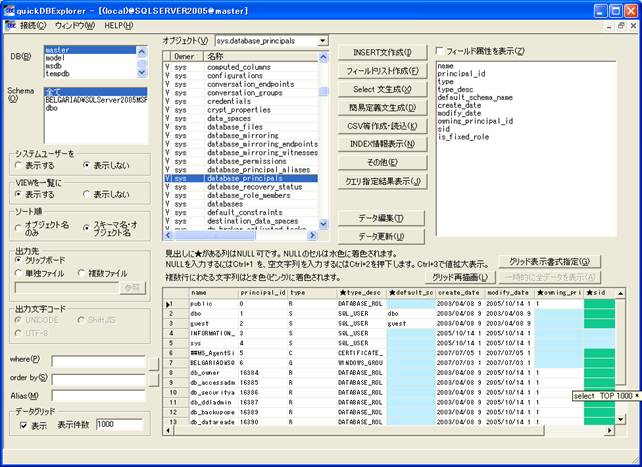 quickDBExplorer - [(local)\SQLSERVER2005\master]
接続(C) ウィンドウ(W) HELP(H)
DB(B)
master
model
msdb
tempdb
Schema
(O)
全て
BELGARIAD\SQLServer2005MSF
dbo
システムユーザーを
表示する 表示しない
VIEWを一覧に
表示する 表示しない
ソート順
オブジェクト名のみ スキーマ名・オブジェクト名
出力先
クリップボード
単独ファイル 複数ファイル
参照
出力文字コード
UNICODE ShiftJIS
UTF-8
where(P)
order by(S)
Alias(M)
データグリッド
表示 表示件数 1000
オブジェクト(V) sys.database_principals
Owner 名称
V sys computed_columns
V sys configurations
V sys conversation_endpoints
V sys conversation_groups
V sys credentials
V sys crypt_properties
V sys data_spaces
V sys database_files
V sys database_mirroring
V sys database_mirroring_endpoints
V sys database_mirroring_witnesses
V sys database_permissions
V sys database_principal_aliases
V sys database_principals
V sys database_recovery_status
V sys database_role_members
V sys databases
V sys default_constraints
V sys destination_data_spaces
INSERT文作成(I)
フィールドリスト作成(F)
Select 文生成(X)
簡易定義文生成(D)
CSV等作成・読込(K)
INDEX情報表示(N)
その他(E)
クエリ指定結果表示(J)
データ編集(T)
データ更新(U)
フィールド属性を表示(Z)
name
principal_id
type
type_desc
default_schema_name
create_date
modify_date
owning_principal_id
sid
is_fixed_role
見出しに★がある列はNULL可です。NULLのセルは水色に着色されます。
NULLを入力するにはCtrl+1 を、空文字列を入力するにはCtrl+2を押下します。Ctrl+3で値拡大表示。
複数行にわたる文字列はとき色(ピンク)に着色されます。
グリッド表示書式指定(G)
グリッド再描画(L) 一時的に全データを表示(A)
name principal_id type ★type_desc ★default_sc create_date modify_date ★owning_pri ★sid
1 public 0 R DATABASE_ROL 2003/04/08 9 2005/10/14 1 1
2 dbo 1 S SQL_USER dbo 2003/04/08 9 2003/04/08 9
3 guest 2 S SQL_USER guest 2003/04/08 9 2003/04/08 9
4 INFORMATION_ 3 S SQL_USER 2005/10/14 1 2005/10/14 1
5 sys 4 S SQL_USER 2005/10/14 1 2005/10/14 1
6 ##MS_AgentSi 5 C CERTIFICATE_ 2007/07/07 1 2007/07/07 1
7 BELGARIAD\SQ 6 G WINDOWS_GROU 2007/07/03 1 2007/07/03 1
8 db_owner 16384 R DATABASE_ROL 2003/04/08 9 2005/10/14 1 1
9 db_accessadm 16385 R DATABASE_ROL 2003/04/08 9 2005/10/14 1 1
10 db_securitya 16386 R DATABASE_ROL 2003/04/08 9 2005/10/14 1 1
11 db_ddladmin 16387 R DATABASE_ROL 2003/04/08 9 2005/10/14 1 1
12 db_backupope 16389 R DATABASE_ROL 2003/04/08 9 2005/10/14 1 1
13 db_datareade 16390 R DATABASE_ROL 2003/04/08 9 2005/10/14 1 1
select TOP 1000 *